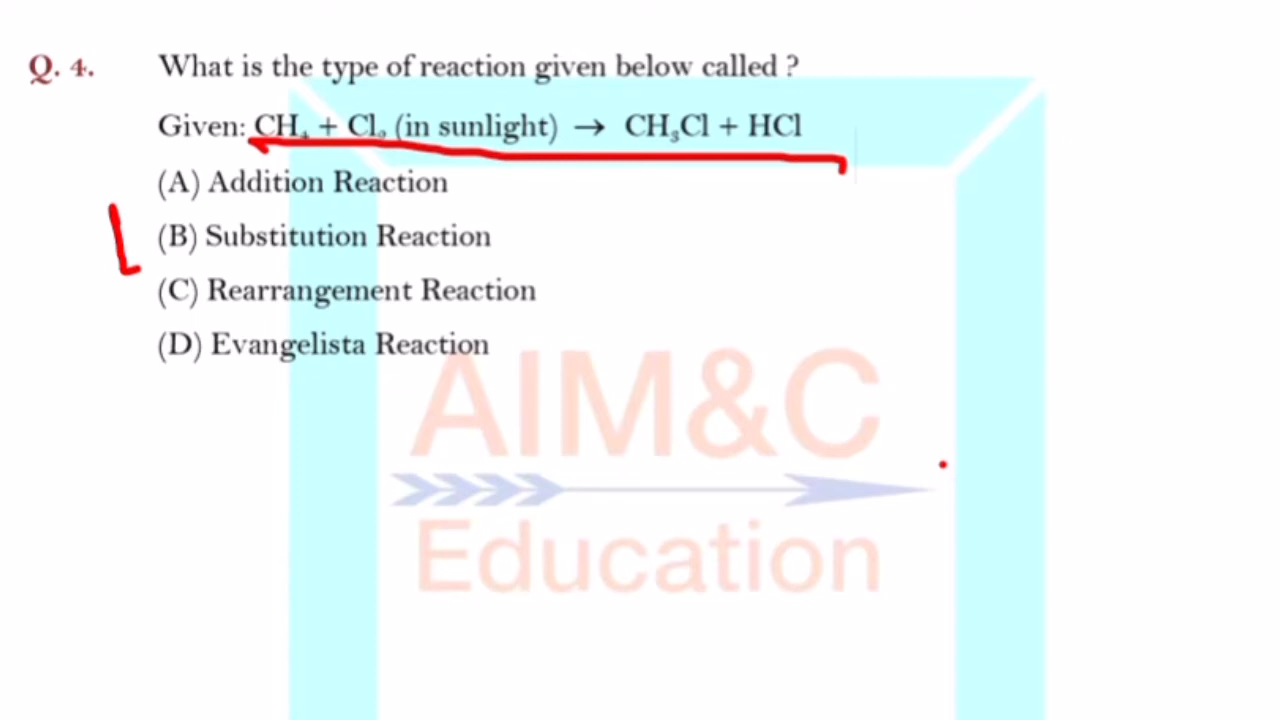 Q. 4. What is the type of reaction given below called ?
Given: CH₄ + Cl₂ (in sunlight) → CH₃Cl + HCl
(A) Addition Reaction
(B) Substitution Reaction
(C) Rearrangement Reaction
(D) Evangelista Reaction
AIM&C
Education